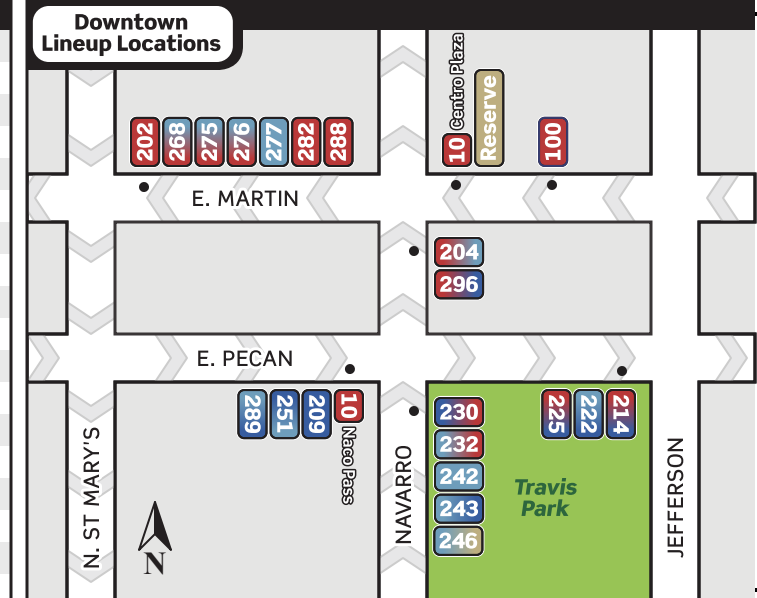 Downtown
Lineup Locations
202
268
275
276
277
282
288
10
Centro Plaza
Reserve
100
E. MARTIN
204
296
E. PECAN
289
251
209
10
Naco Pass
230
232
242
243
246
225
222
214
Travis
Park
N. ST MARY'S
NAVARRO
JEFFERSON
N